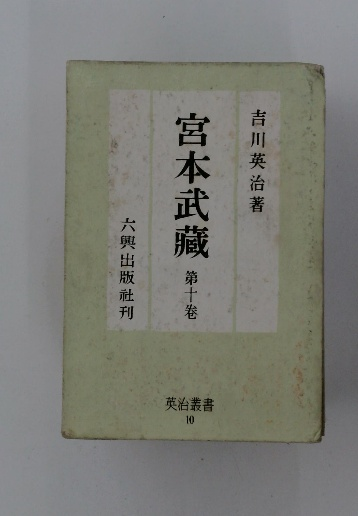 吉川英治著
宮本武藏 第十卷
六興出版社刊
英治叢書
10